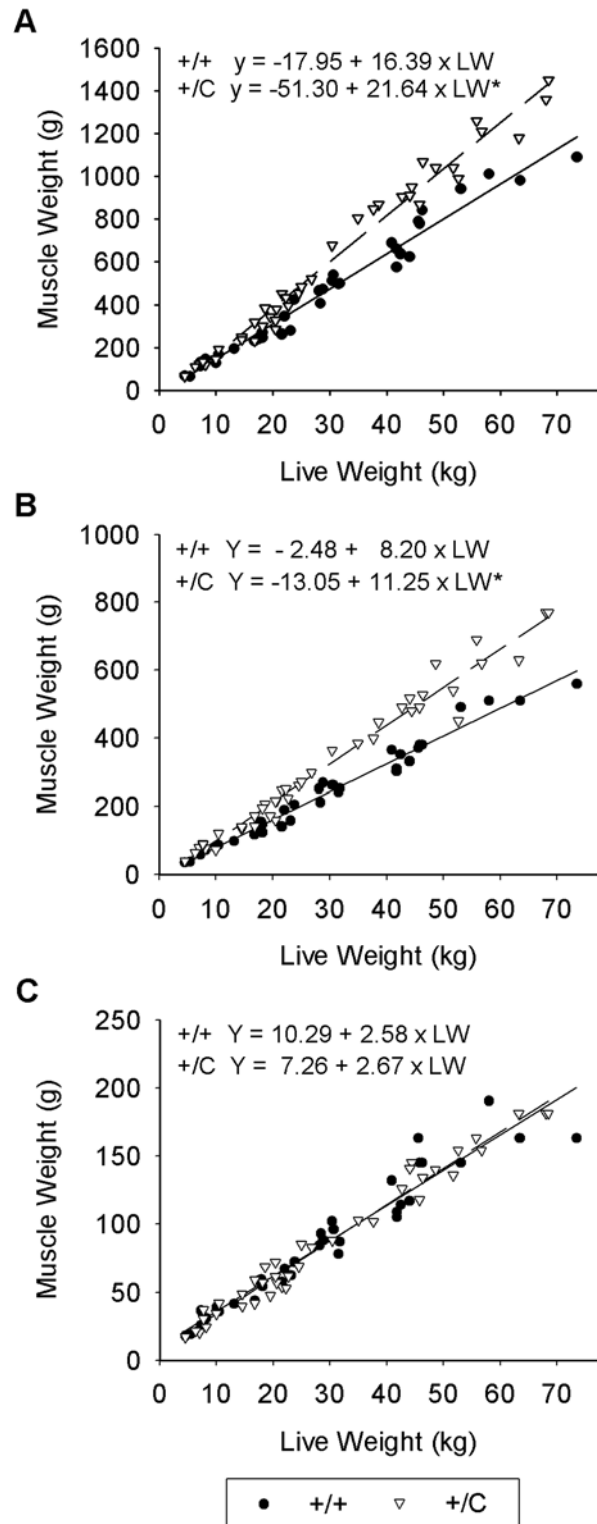 A
1600
+/+ y = -17.95 + 16.39 x LW
+/C y = -51.30 + 21.64 x LW*
1400
1200
1000
800
600
400
200
0
Muscle Weight (g)
0 10 20 30 40 50 60 70
Live Weight (kg)
B
1000
+/+ Y = - 2.48 + 8.20 x LW
+/C Y = -13.05 + 11.25 x LW*
800
600
400
200
0
Muscle Weight (g)
0 10 20 30 40 50 60 70
Live Weight (kg)
C
250
+/+ Y = 10.29 + 2.58 x LW
+/C Y = 7.26 + 2.67 x LW
200
150
100
50
0
Muscle Weight (g)
0 10 20 30 40 50 60 70
Live Weight (kg)
+/+ +/C